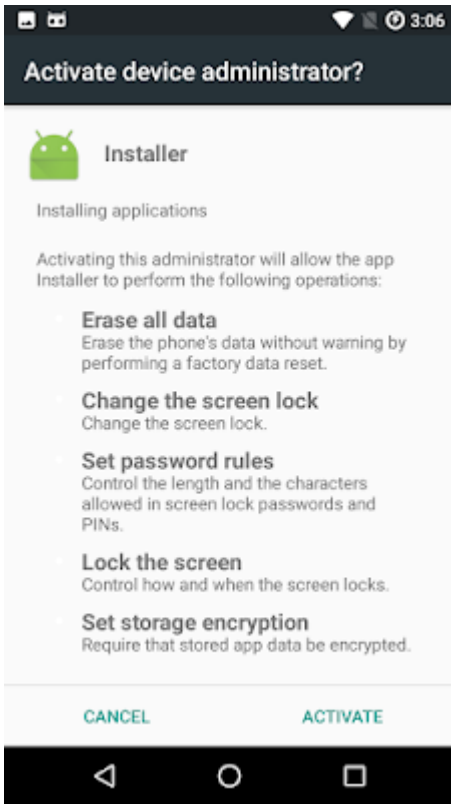 3:06
Activate device administrator?
Installer
Installing applications
Activating this administrator will allow the app
Installer to perform the following operations:
Erase all data
Erase the phone's data without warning by
performing a factory data reset.
Change the screen lock
Change the screen lock.
Set password rules
Control the length and the characters
allowed in screen lock passwords and
PINs.
Lock the screen
Control how and when the screen locks.
Set storage encryption
Require that stored app data be encrypted.
CANCEL ACTIVATE